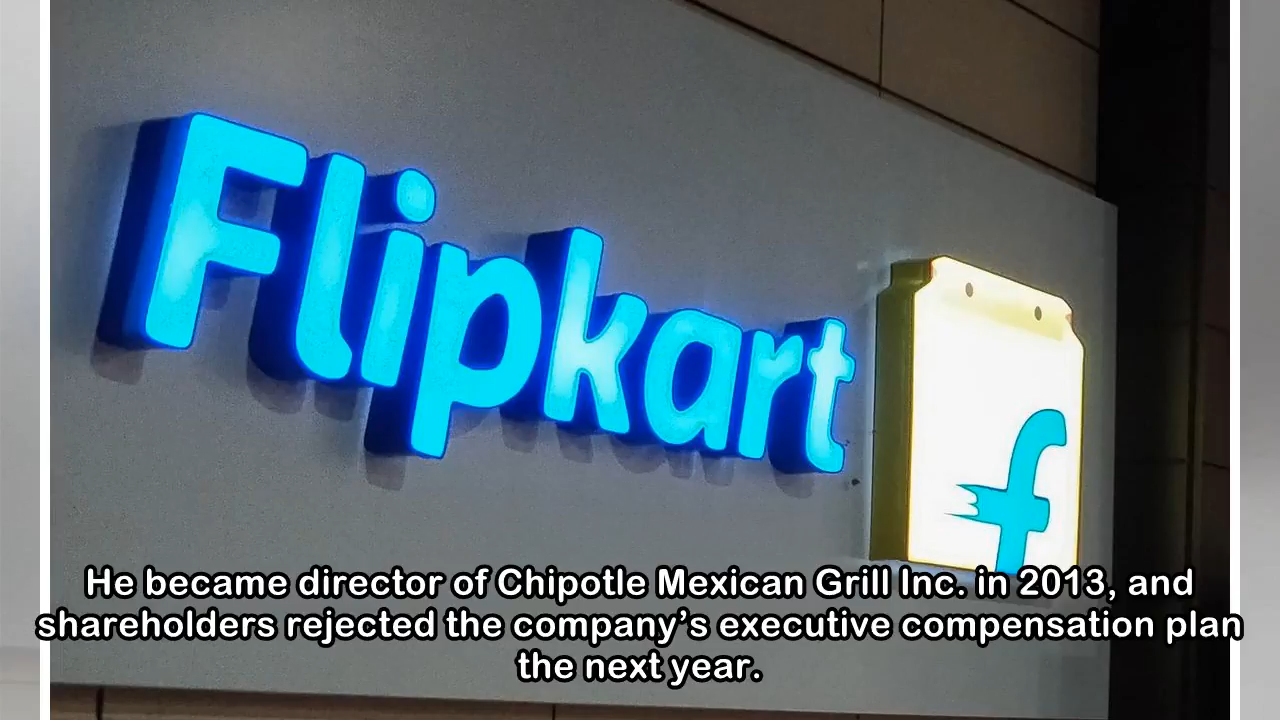 Flipkart
f
He became director of Chipotle Mexican Grill Inc. in 2013, and
shareholders rejected the company’s executive compensation plan
the next year.